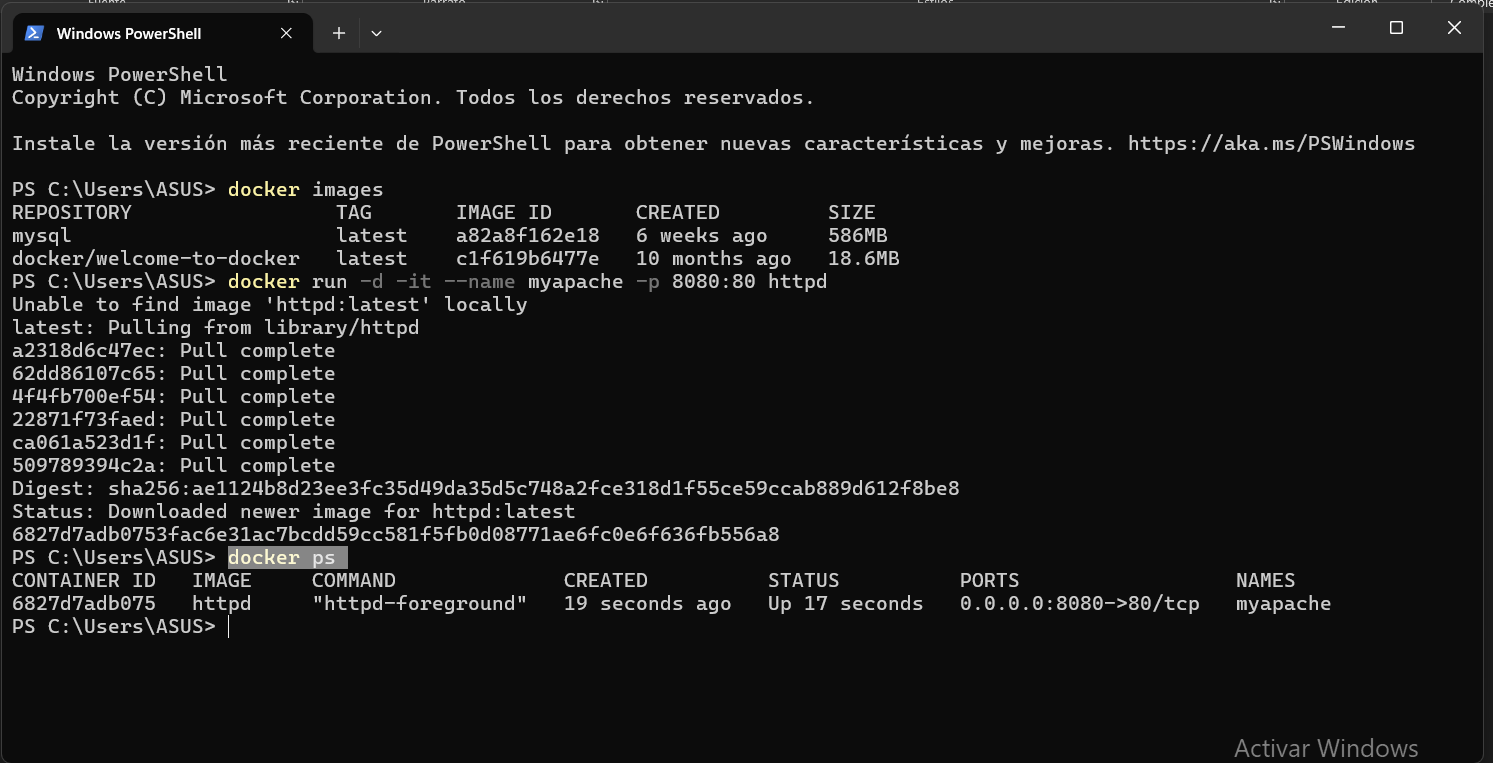 Windows PowerShell
Windows PowerShell
Copyright (C) Microsoft Corporation. Todos los derechos reservados.
Instale la versión más reciente de PowerShell para obtener nuevas características y mejoras. https://aka.ms/PSWindows
PS C:\Users\ASUS> docker images
REPOSITORY TAG IMAGE ID CREATED SIZE
mysql latest a82a8f162e18 6 weeks ago 586MB
docker/welcome-to-docker latest c1f619b6477e 10 months ago 18.6MB
PS C:\Users\ASUS> docker run -d -it --name myapache -p 8080:80 httpd
Unable to find image 'httpd:latest' locally
latest: Pulling from library/httpd
a2318d6c47ec: Pull complete
62dd86107c65: Pull complete
4f4fb700ef54: Pull complete
22871f73faed: Pull complete
ca061a523d1f: Pull complete
509789394c2a: Pull complete
Digest: sha256:ae1124b8d23ee3fc35d49da35d5c748a2fce318d1f55ce59ccab889d612f8be8
Status: Downloaded newer image for httpd:latest
6827d7adb0753fac6e31ac7bcdd59cc581f5fb0d08771ae6fc0e6f636fb556a8
PS C:\Users\ASUS> docker ps
CONTAINER ID IMAGE COMMAND CREATED STATUS PORTS NAMES
6827d7adb075 httpd "httpd-foreground" 19 seconds ago Up 17 seconds 0.0.0.0:8080->80/tcp myapache
PS C:\Users\ASUS>
Activar Windows